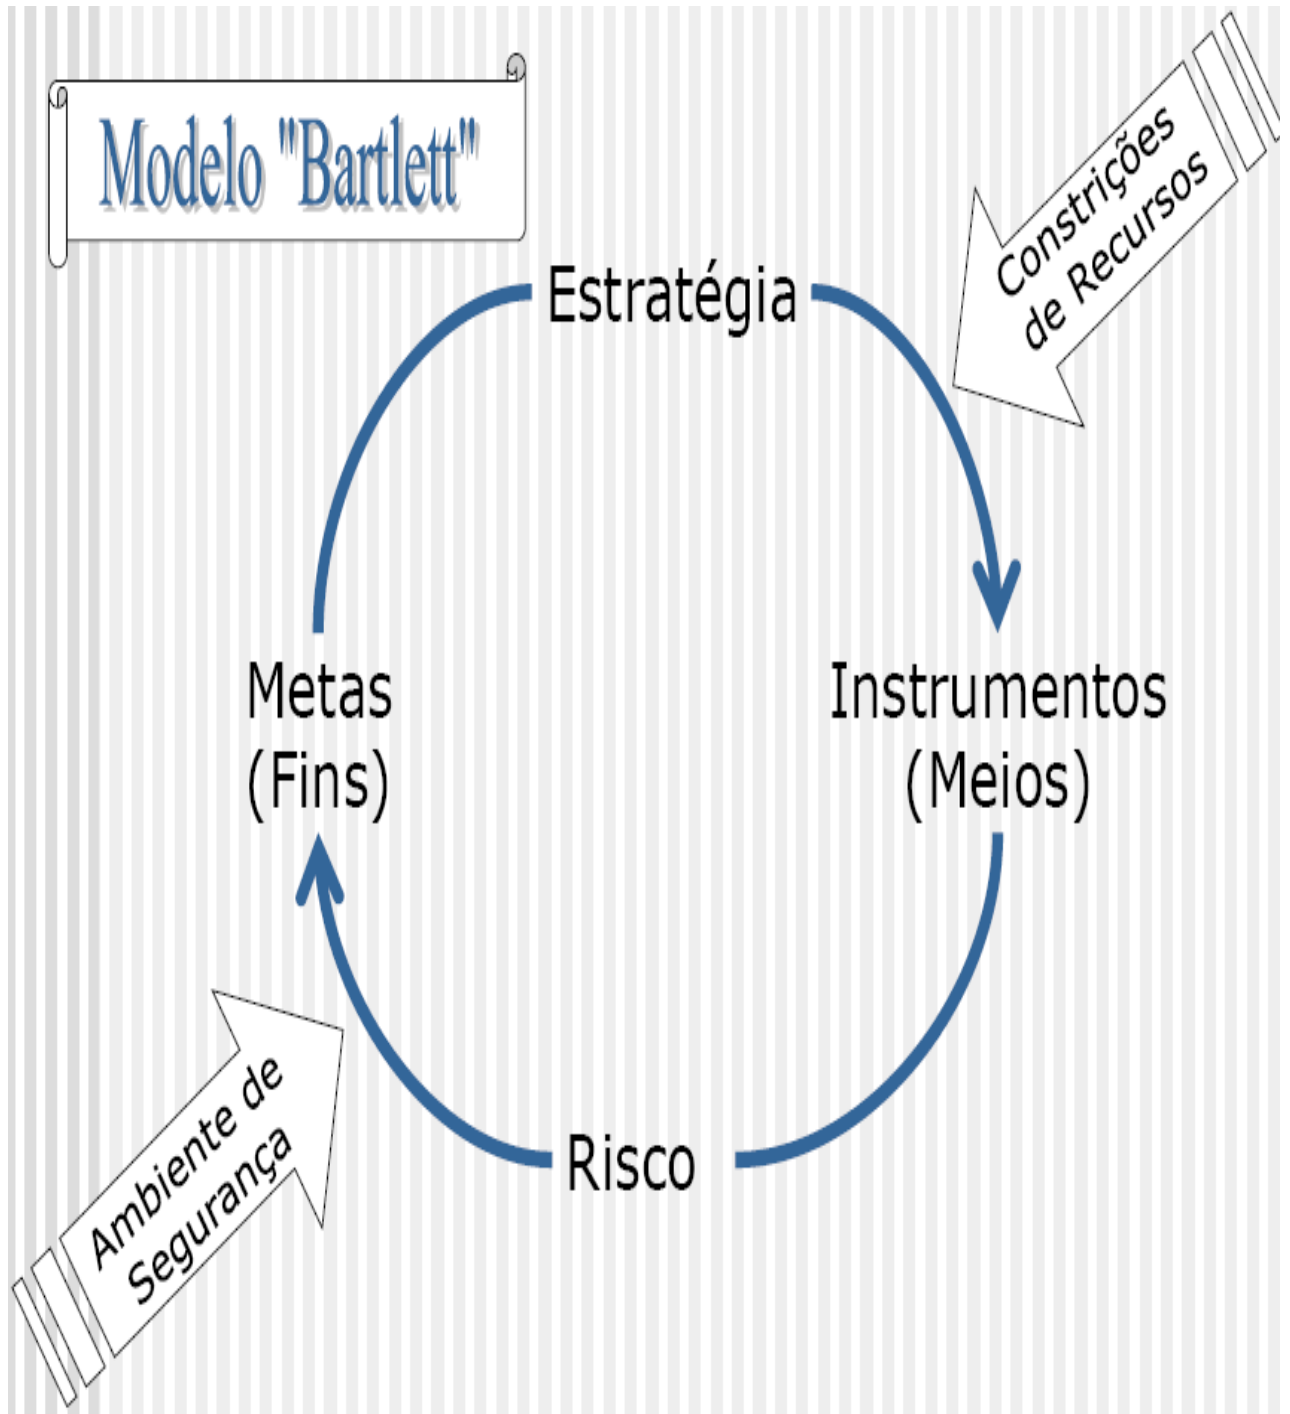 Modelo "Bartlett"
Constrições
de Recursos
Estratégia
Metas
(Fins)
Instrumentos
(Meios)
Ambiente de
Segurança
Risco